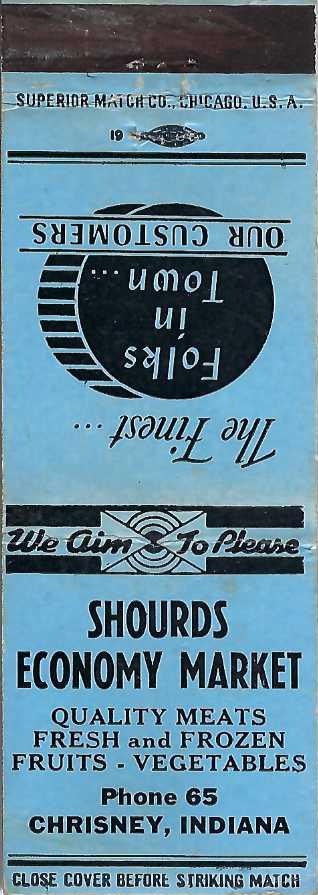 SUPERIOR MATCH CO., CHICAGO, U.S.A.
19
The Finest ...
Folks
in
Town ...
OUR CUSTOMERS
We Aim To Please
SHOURDS
ECONOMY MARKET
QUALITY MEATS
FRESH and FROZEN
FRUITS - VEGETABLES
Phone 65
CHRISNEY, INDIANA
CLOSE COVER BEFORE STRIKING MATCH